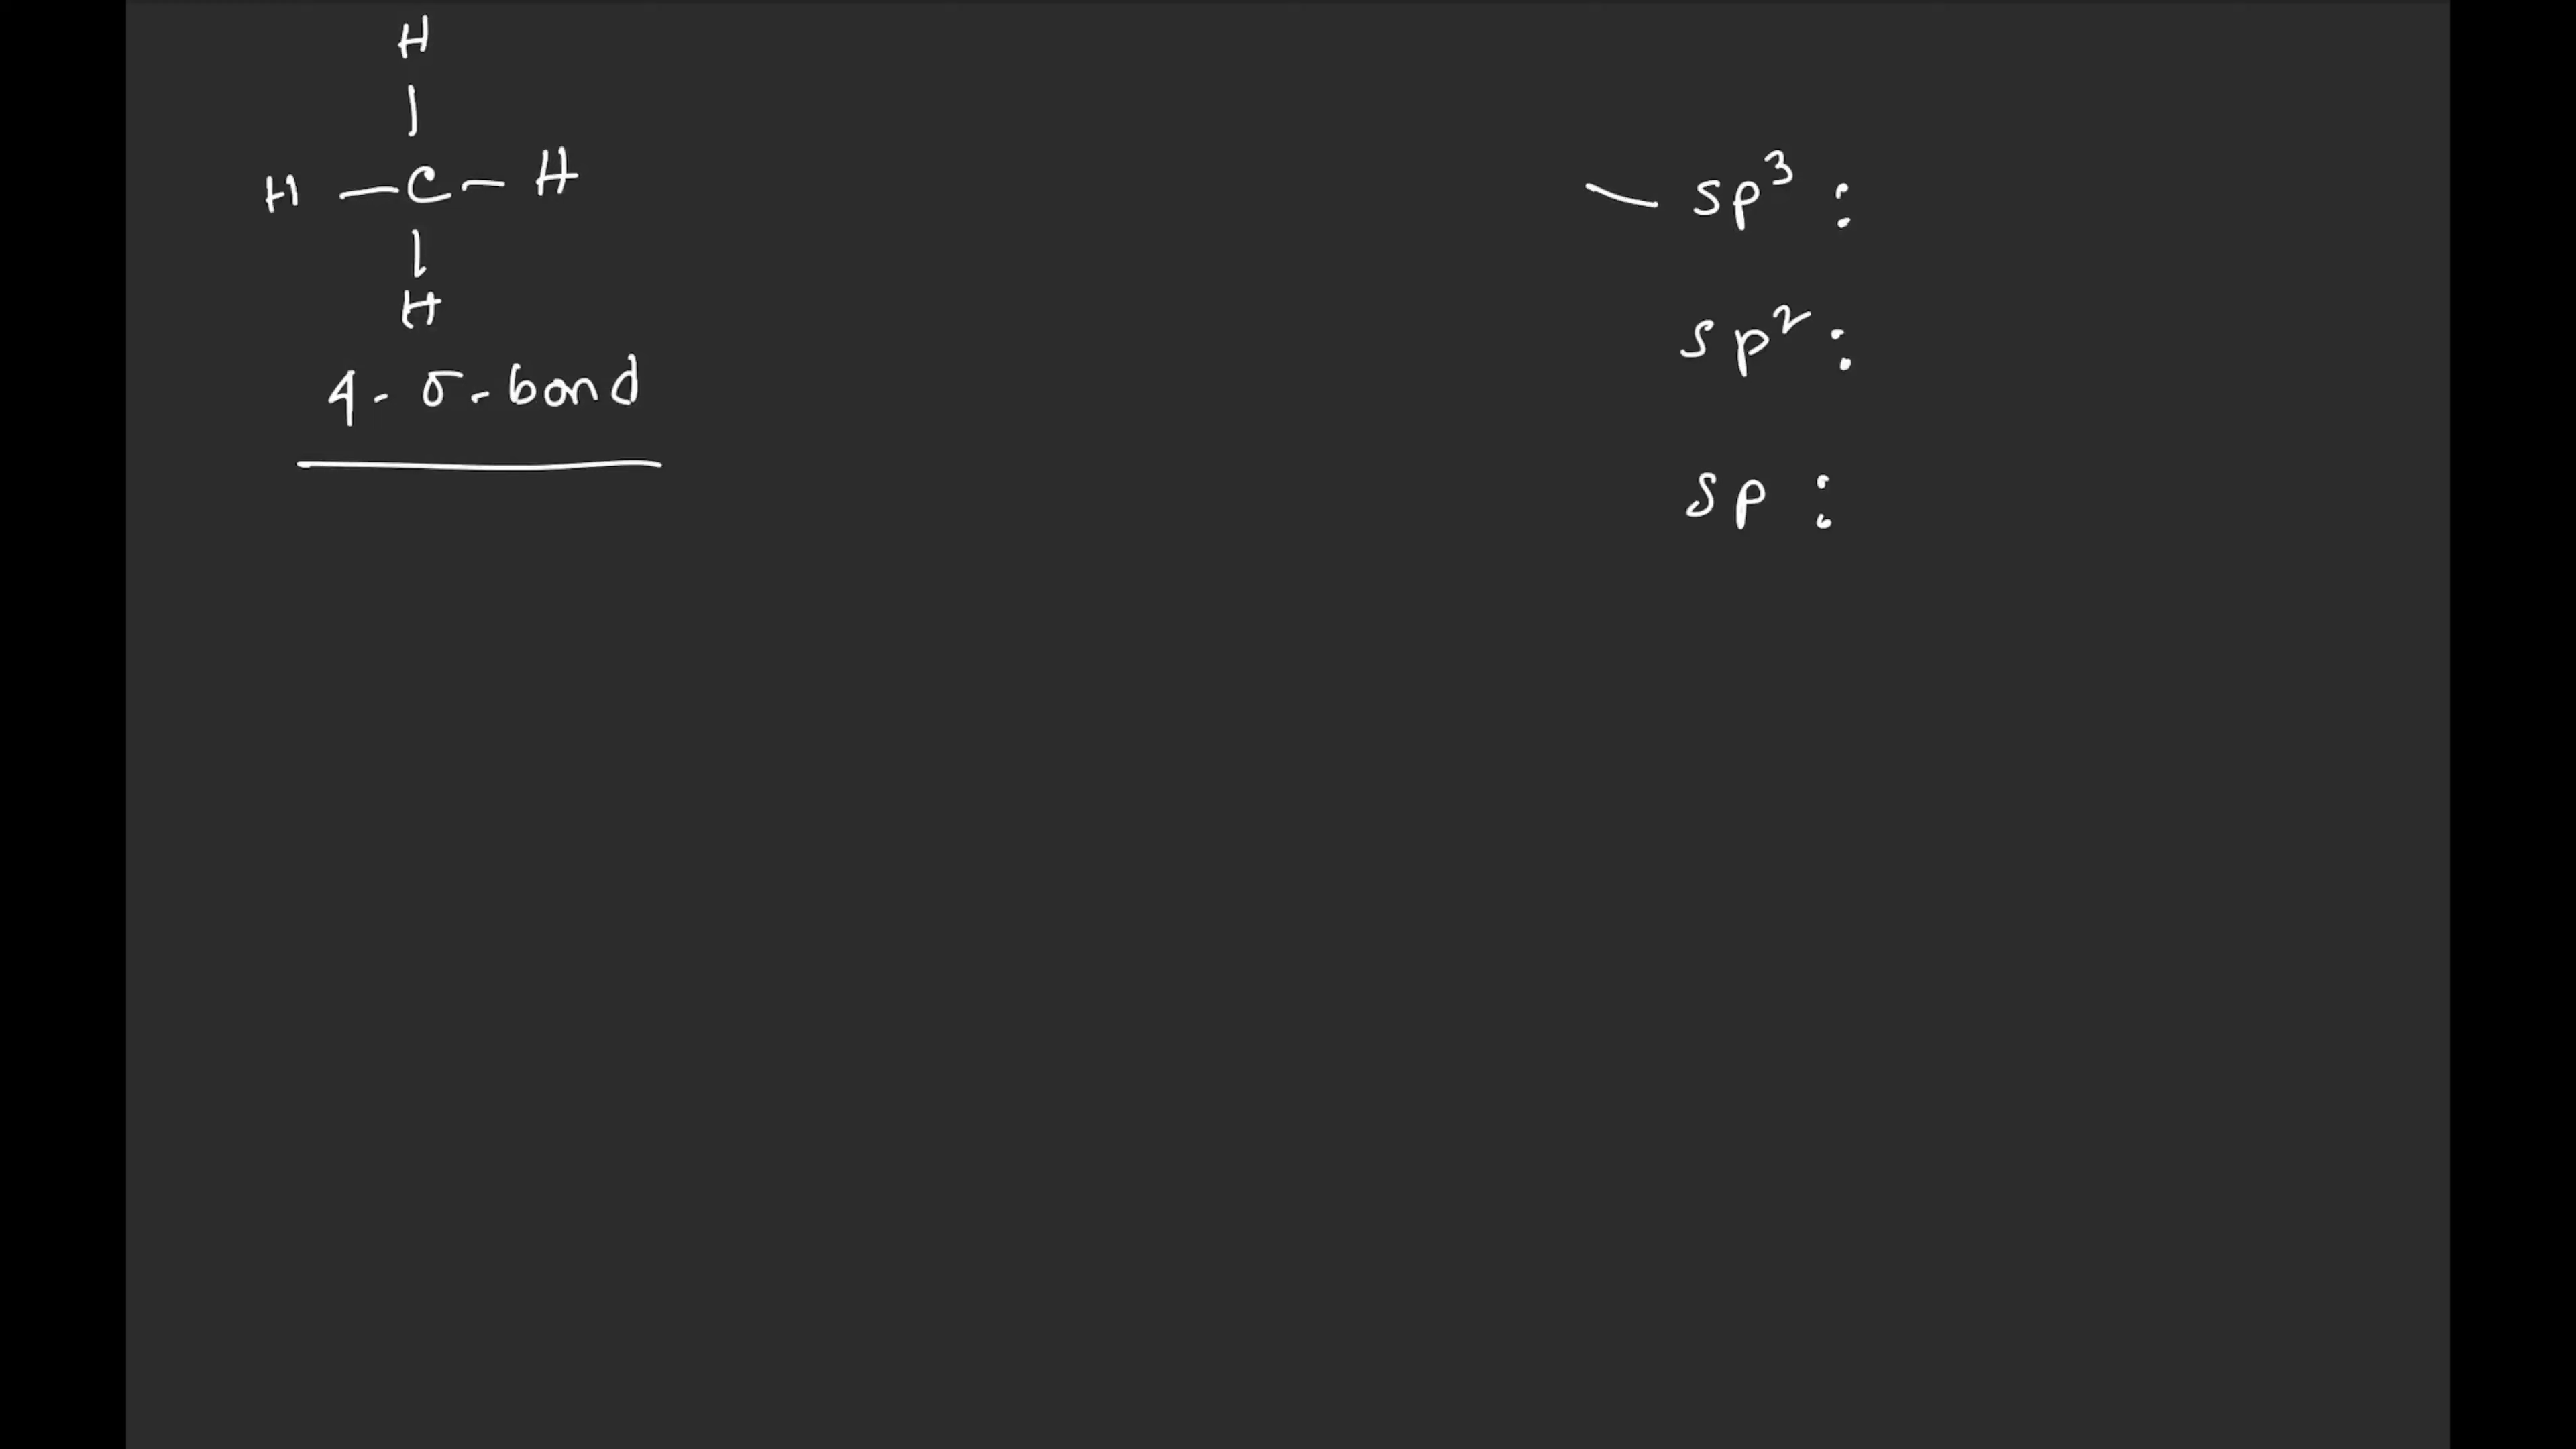 H
H — C — H
H
4 - σ - bond
— sp³ :
sp² :
sp :